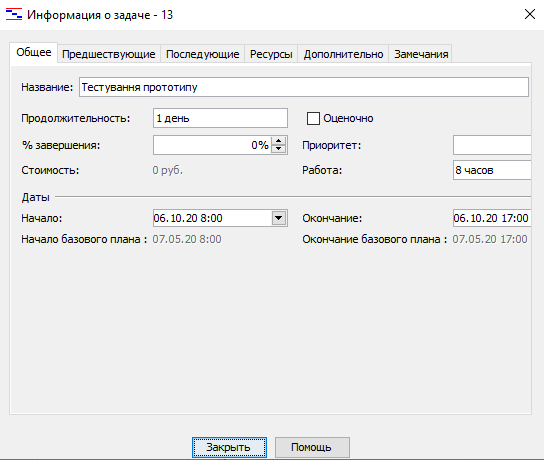 Информация о задаче - 13
Общее Предшествующие Последующие Ресурсы Дополнительно Замечания
Название: Тестування прототипу
Продолжительность: 1 день Оценочно
% завершения: 0% Приоритет:
Стоимость: 0 руб. Работа: 8 часов
Даты
Начало: 06.10.20 8:00 Окончание: 06.10.20 17:00
Начало базового плана : 07.05.20 8:00 Окончание базового плана : 07.05.20 17:00
Закрыть Помощь